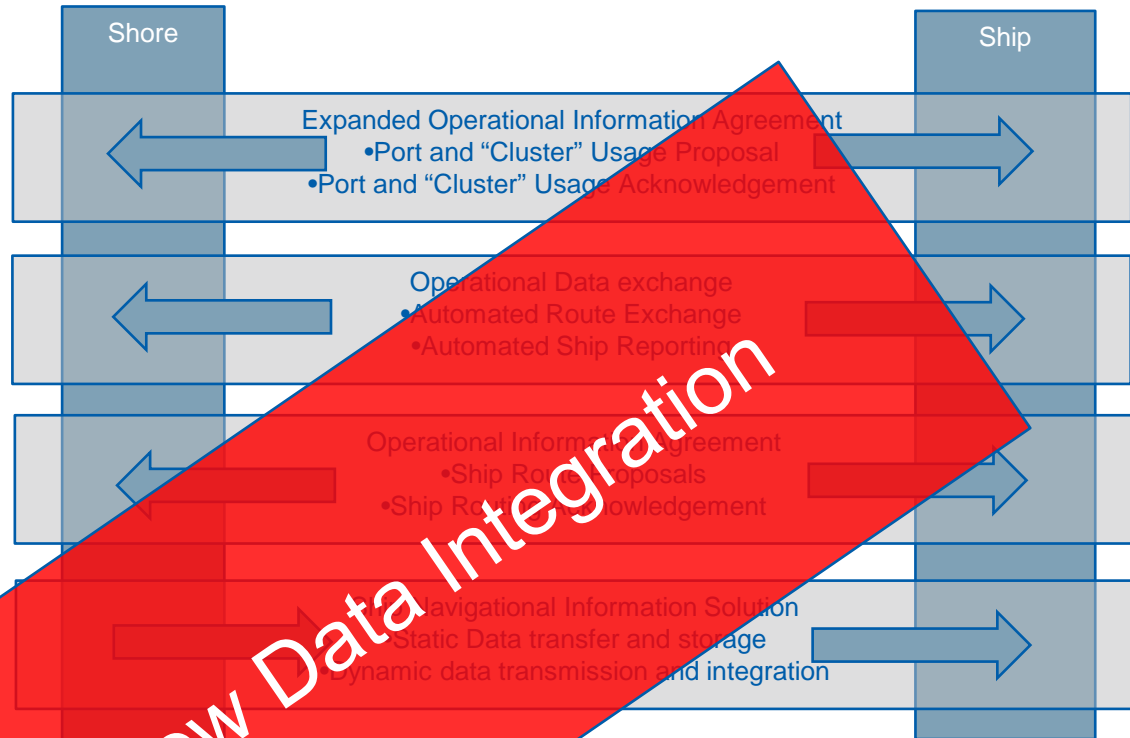 Shore
Ship
Expanded Operational Information Agreement
•Port and “Cluster” Usage Proposal
•Port and “Cluster” Usage Acknowledgement
Operational Data exchange
•Automated Route Exchange
•Automated Ship Reporting
Operational Information Agreement
•Ship Route Proposals
•Ship Routing Acknowledgement
Ship Navigational Information Solution
•Static Data transfer and storage
•Dynamic data transmission and integration
Data Integration